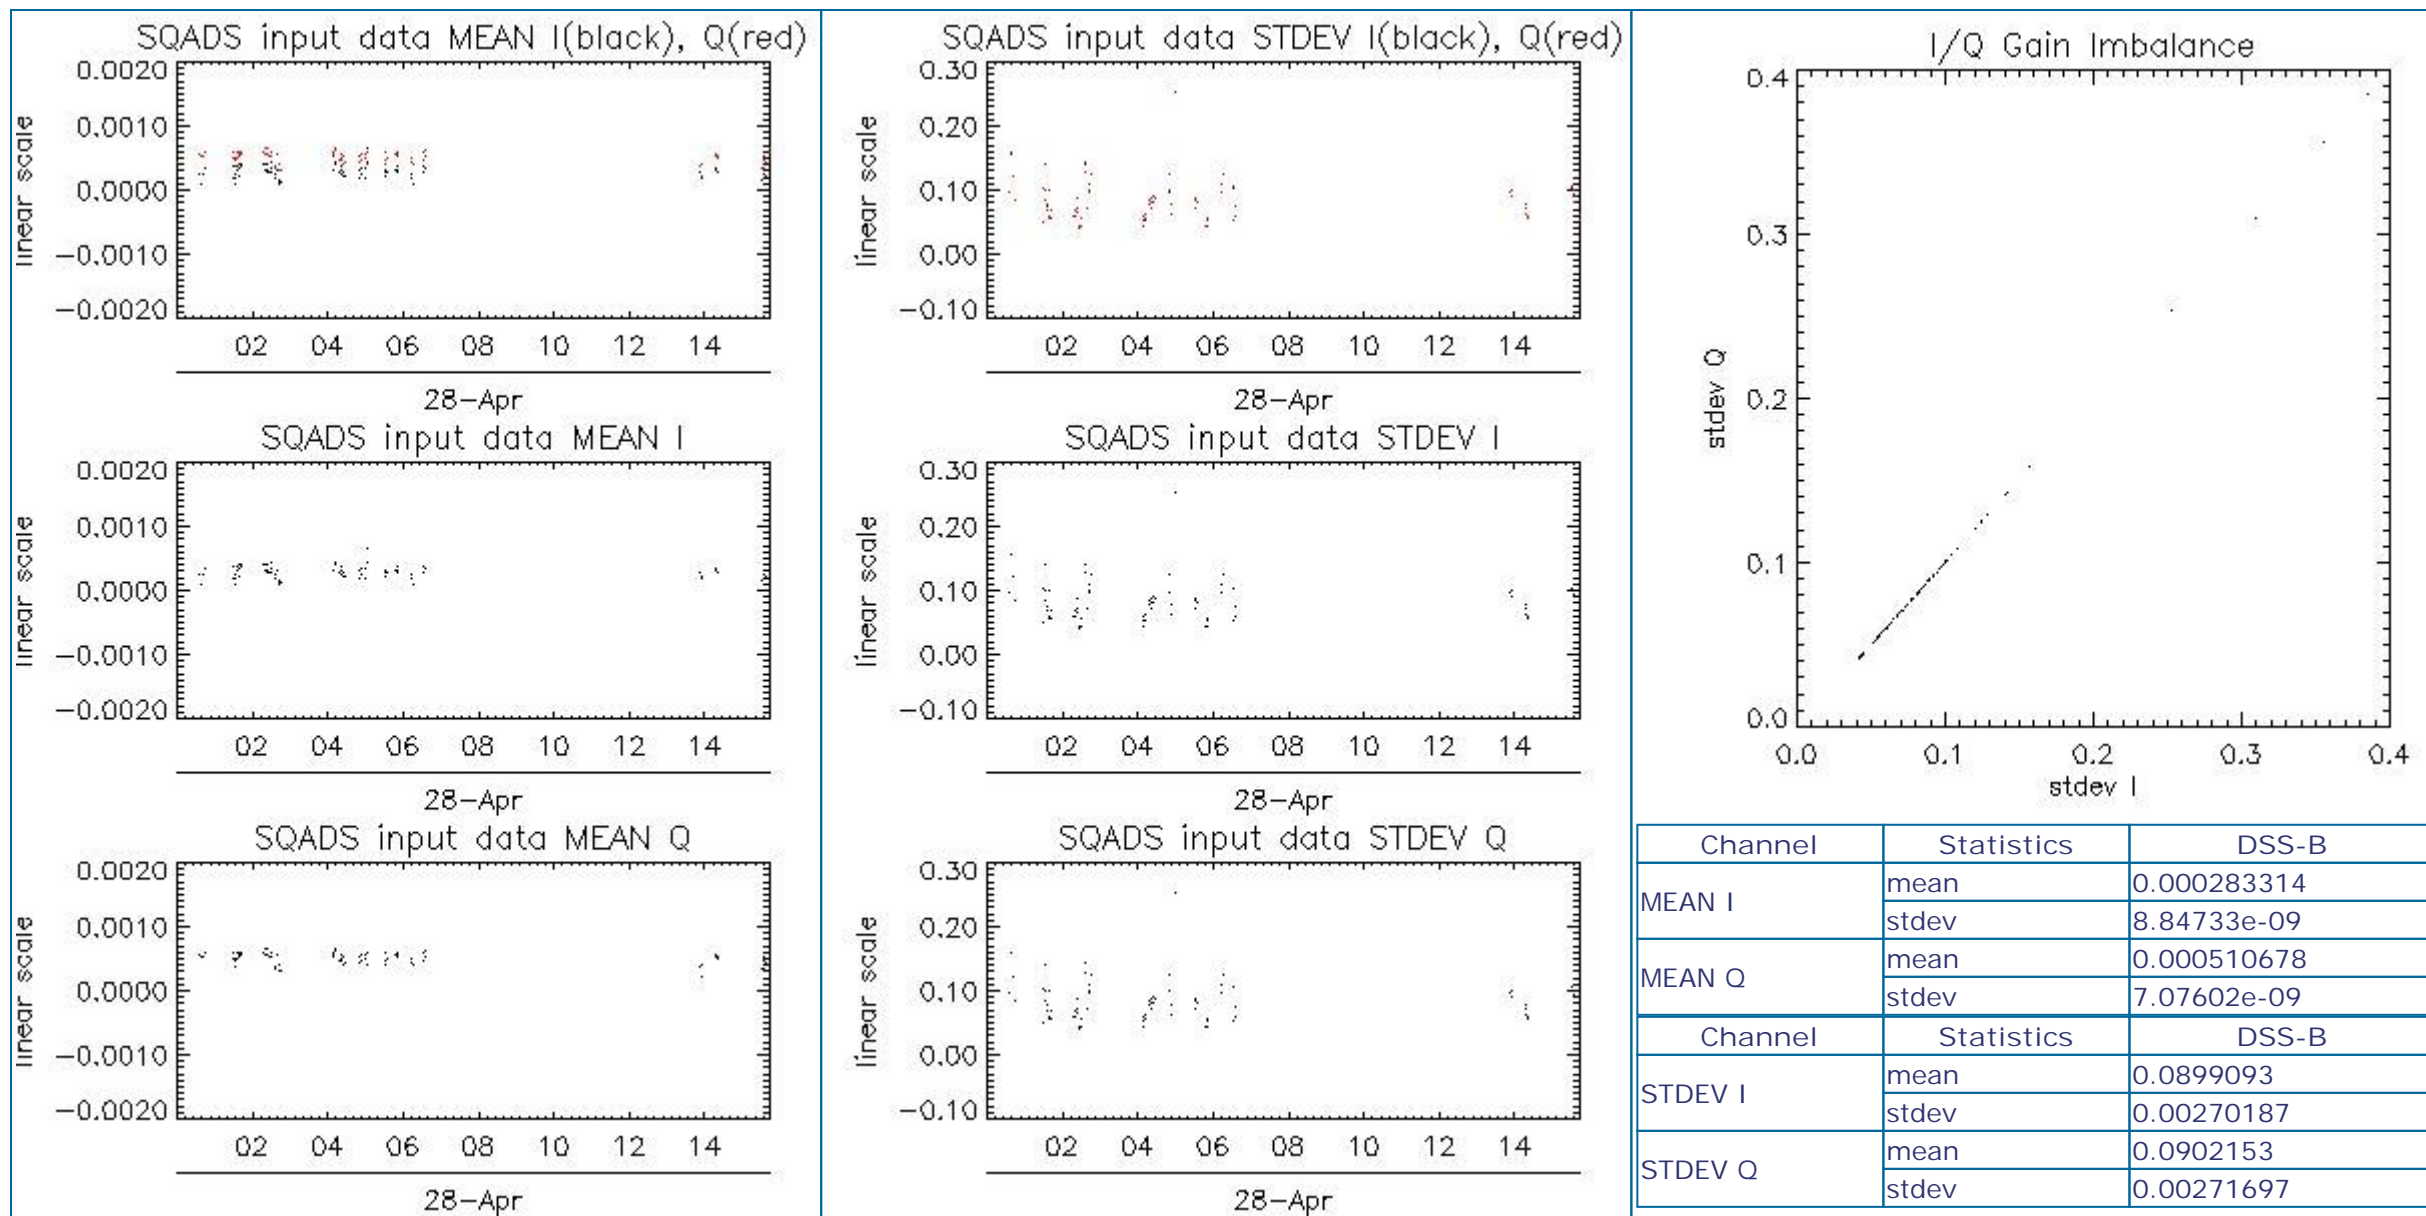 SQADS input data MEAN I(black), Q(red)
0.0020
0.0010
0.0000
−0.0010
−0.0020
linear scale
02 04 06 08 10 12 14
28−Apr
SQADS input data MEAN I
0.0020
0.0010
0.0000
−0.0010
−0.0020
linear scale
02 04 06 08 10 12 14
28−Apr
SQADS input data MEAN Q
0.0020
0.0010
0.0000
−0.0010
−0.0020
linear scale
02 04 06 08 10 12 14
28−Apr
SQADS input data STDEV I(black), Q(red)
0.30
0.20
0.10
0.00
−0.10
linear scale
02 04 06 08 10 12 14
28−Apr
SQADS input data STDEV I
0.30
0.20
0.10
0.00
−0.10
linear scale
02 04 06 08 10 12 14
28−Apr
SQADS input data STDEV Q
0.30
0.20
0.10
0.00
−0.10
linear scale
02 04 06 08 10 12 14
28−Apr
I/Q Gain Imbalance
0.4
0.3
0.2
0.1
0.0
stdev Q
0.0 0.1 0.2 0.3 0.4
stdev I
Channel Statistics DSS-B
MEAN I mean 0.000283314
stdev 8.84733e-09
MEAN Q mean 0.000510678
stdev 7.07602e-09
Channel Statistics DSS-B
STDEV I mean 0.0899093
stdev 0.00270187
STDEV Q mean 0.0902153
stdev 0.00271697